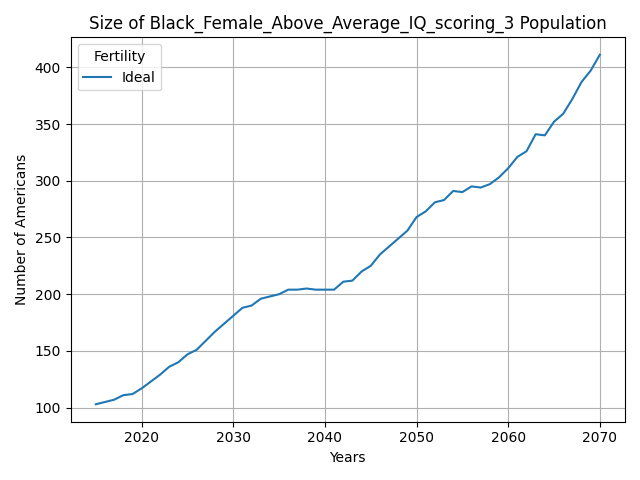 Size of Black_Female_Above_Average_IQ_scoring_3 Population
Fertility
Ideal
Number of Americans
400
350
300
250
200
150
100
2020 2030 2040 2050 2060 2070
Years